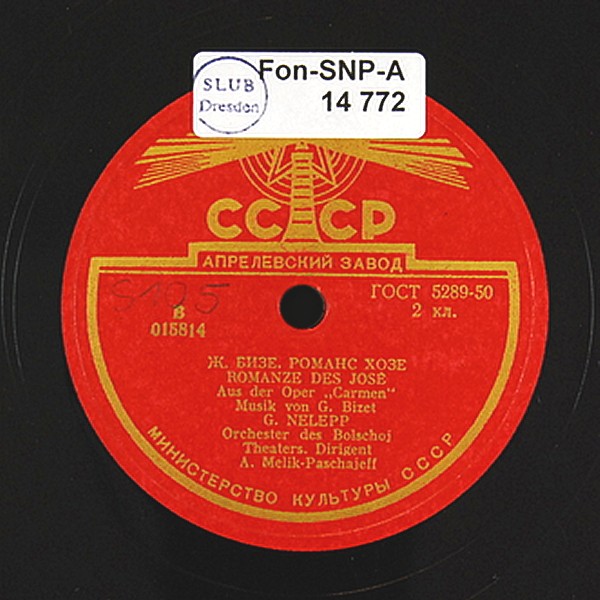 Fon-SNP-A
14 772
SLUB
Dresden
СССР
АПРЕЛЕВСКИЙ ЗАВОД
S195
ГОСТ 5289-50
2 кл.
В
015814
Ж. БИЗЕ. РОМАНС ХОЗЕ
ROMANZE DES JOSÉ
Aus der Oper „Carmen“
Musik von G. Bizet
G. NELEPP
Orchester des Bolschoj
Theaters. Dirigent
A. Melik-Paschajeff
МИНИСТЕРСТВО КУЛЬТУРЫ СССР